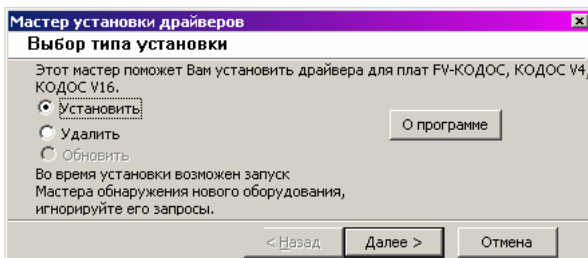 Мастер установки драйверов
Выбор типа установки
Этот мастер поможет Вам установить драйвера для плат FV-КОДОС, КОДОС V4,
КОДОС V16.
Установить
О программе
Удалить
Обновить
Во время установки возможен запуск
Мастера обнаружения нового оборудования,
игнорируйте его запросы.
< Назад Далее > Отмена